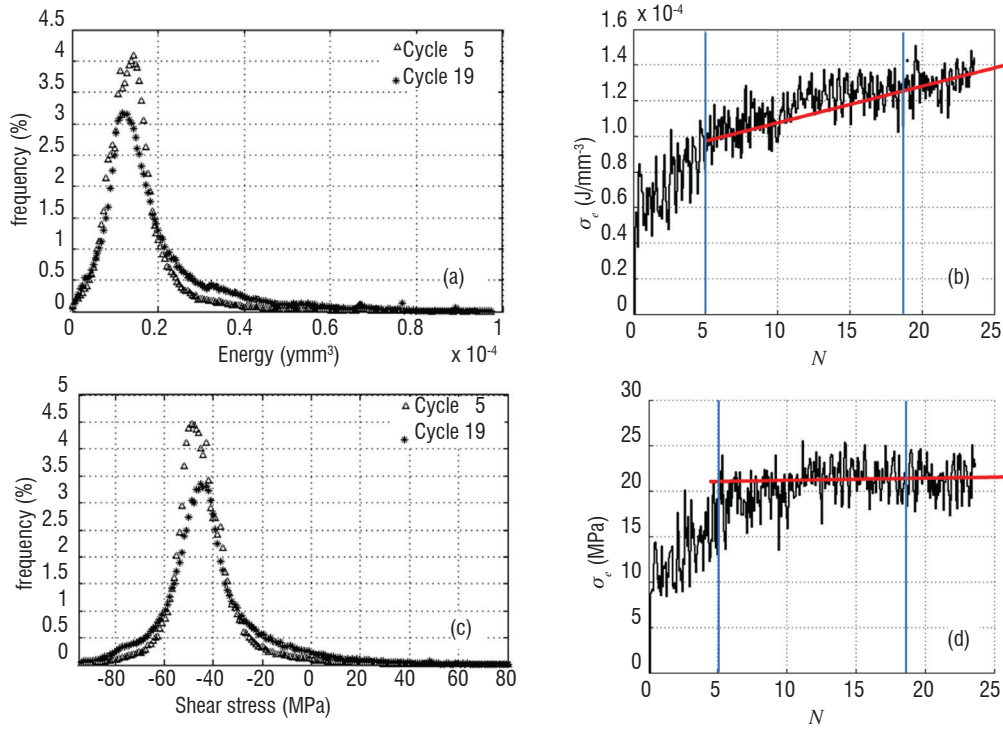 4.5
4
3.5
3
2.5
2
1.5
1
0.5
0
frequency (%)
Cycle 5
Cycle 19
(a)
0 0.2 0.4 0.6 0.8 1
Energy (ymm³)
x 10⁻⁴
x 10⁻⁴
1.6
1.4
1.2
1.0
0.8
0.6
0.4
0.2
0
σₑ (J/mm⁻³)
(b)
0 5 10 15 20 25
N
5
4.5
4
3.5
3
2.5
2
1.5
1
0.5
0
frequency (%)
Cycle 5
Cycle 19
(c)
-80 -60 -40 -20 0 20 40 60 80
Shear stress (MPa)
30
25
20
15
10
5
0
σₑ (MPa)
(d)
0 5 10 15 20 25
N